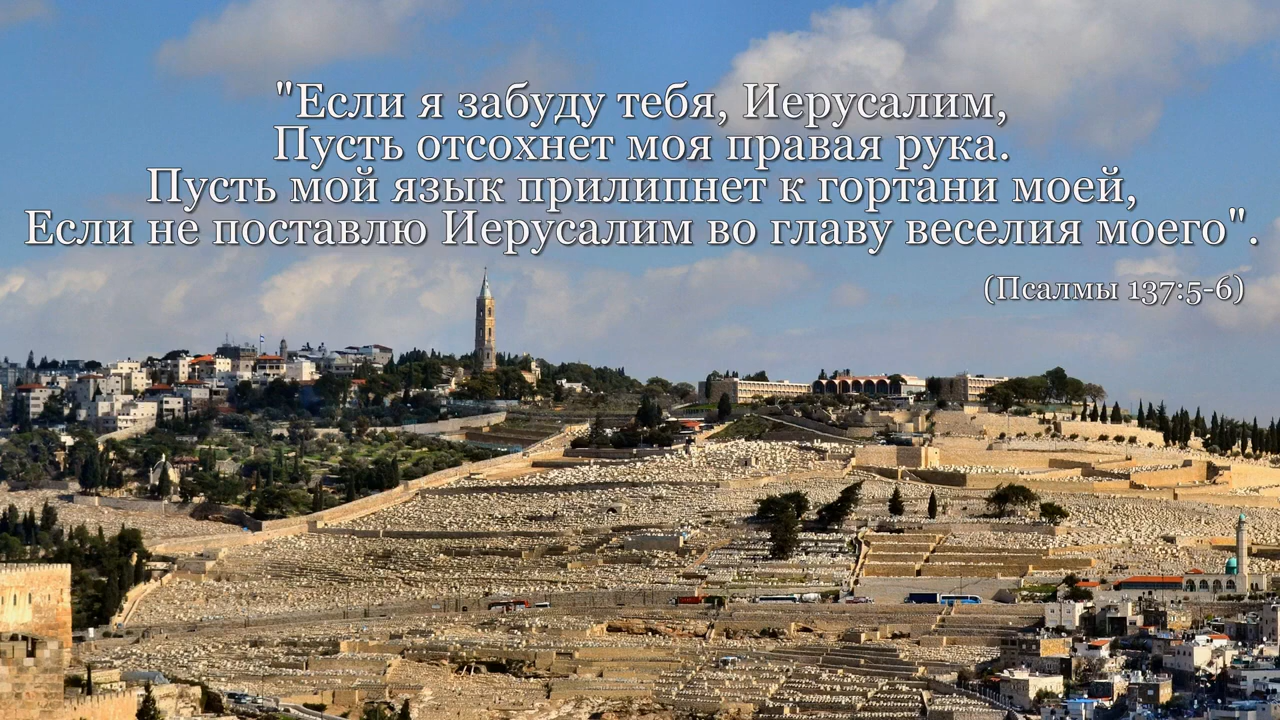 "Если я забуду тебя, Иерусалим,
Пусть отсохнет моя правая рука.
Пусть мой язык прилипнет к гортани моей,
Если не поставлю Иерусалим во главу веселия моего".
(Псалмы 137:5-6)